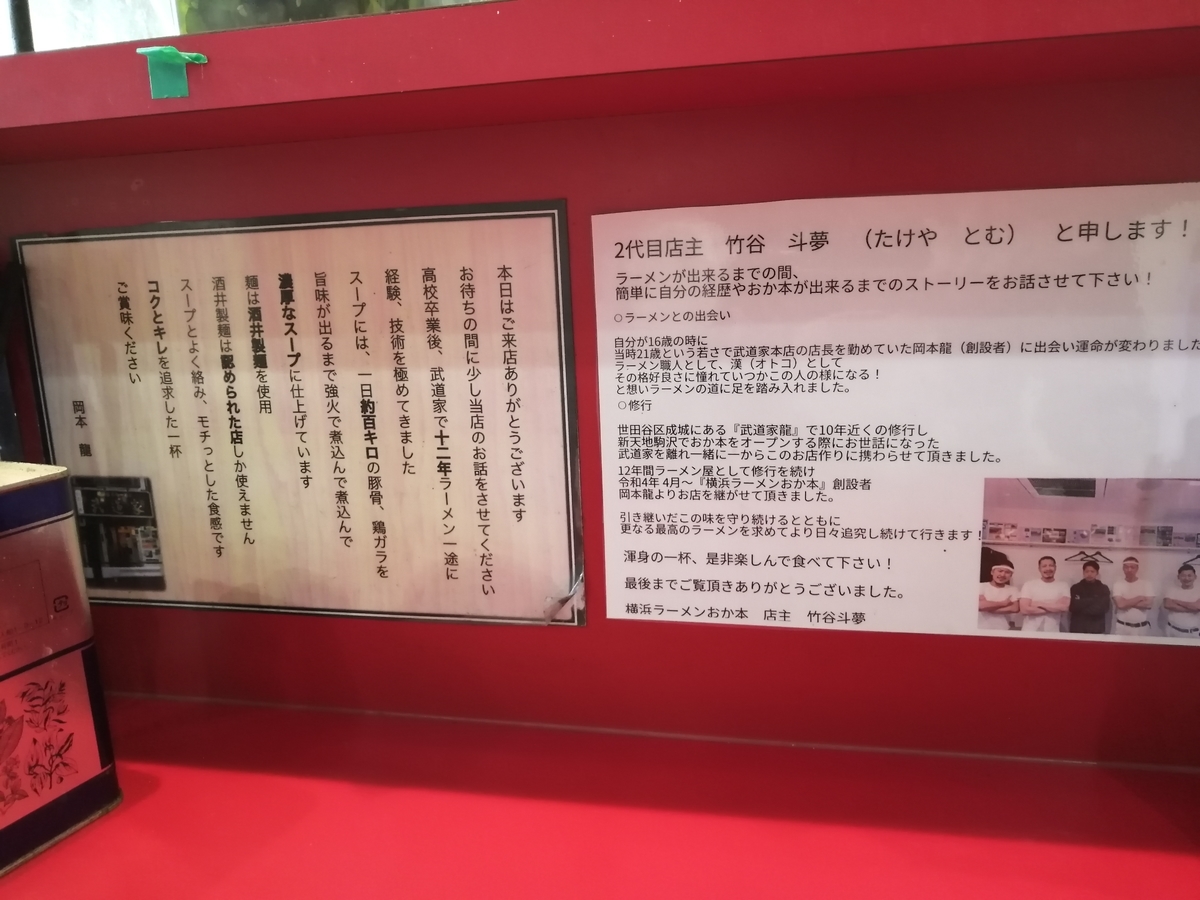 本日はご来店ありがとうございます
お待ちの間に少し当店のお話をさせてください
高校卒業後、武道家で十二年ラーメン一途に
経験、技術を極めてきました
スープには、一日約百キロの豚骨、鶏ガラを
旨味が出るまで強火で煮込んで煮込んで
濃厚なスープに仕上げています
麺は酒井製麺を使用
酒井製麺は認められた店しか使えません
スープとよく絡み、モチっとした食感です
コクとキレを追求した一杯
ご賞味ください
岡本 龍
2代目店主 竹谷 斗夢 （たけや とむ） と申します！
ラーメンが出来るまでの間、
簡単に自分の経歴やおか本が出来るまでのストーリーをお話させて下さい！
○ラーメンとの出会い
自分が16歳の時に
当時21歳という若さで武道家本店の店長を勤めていた岡本龍（創設者）に出会い運命が変わりました
ラーメン職人として、漢（オトコ）として
その格好良さに憧れていつかこの人の様になる！
と想いラーメンの道に足を踏み入れました。
○修行
世田谷区成城にある『武道家龍』で10年近くの修行し
新天地駒沢でおか本をオープンする際にお世話になった
武道家を離れ一緒に一からこのお店作りに携わらせて頂きました。
12年間ラーメン屋として修行を続け
令和4年 4月～『横浜ラーメンおか本』創設者
岡本龍よりお店を継がせて頂きました。
引き継いだこの味を守り続けるとともに
更なる最高のラーメンを求めてより日々追究し続けて行きます！
渾身の一杯、是非楽しんで食べて下さい！
最後までご覧頂きありがとうございました。
横浜ラーメンおか本 店主 竹谷斗夢